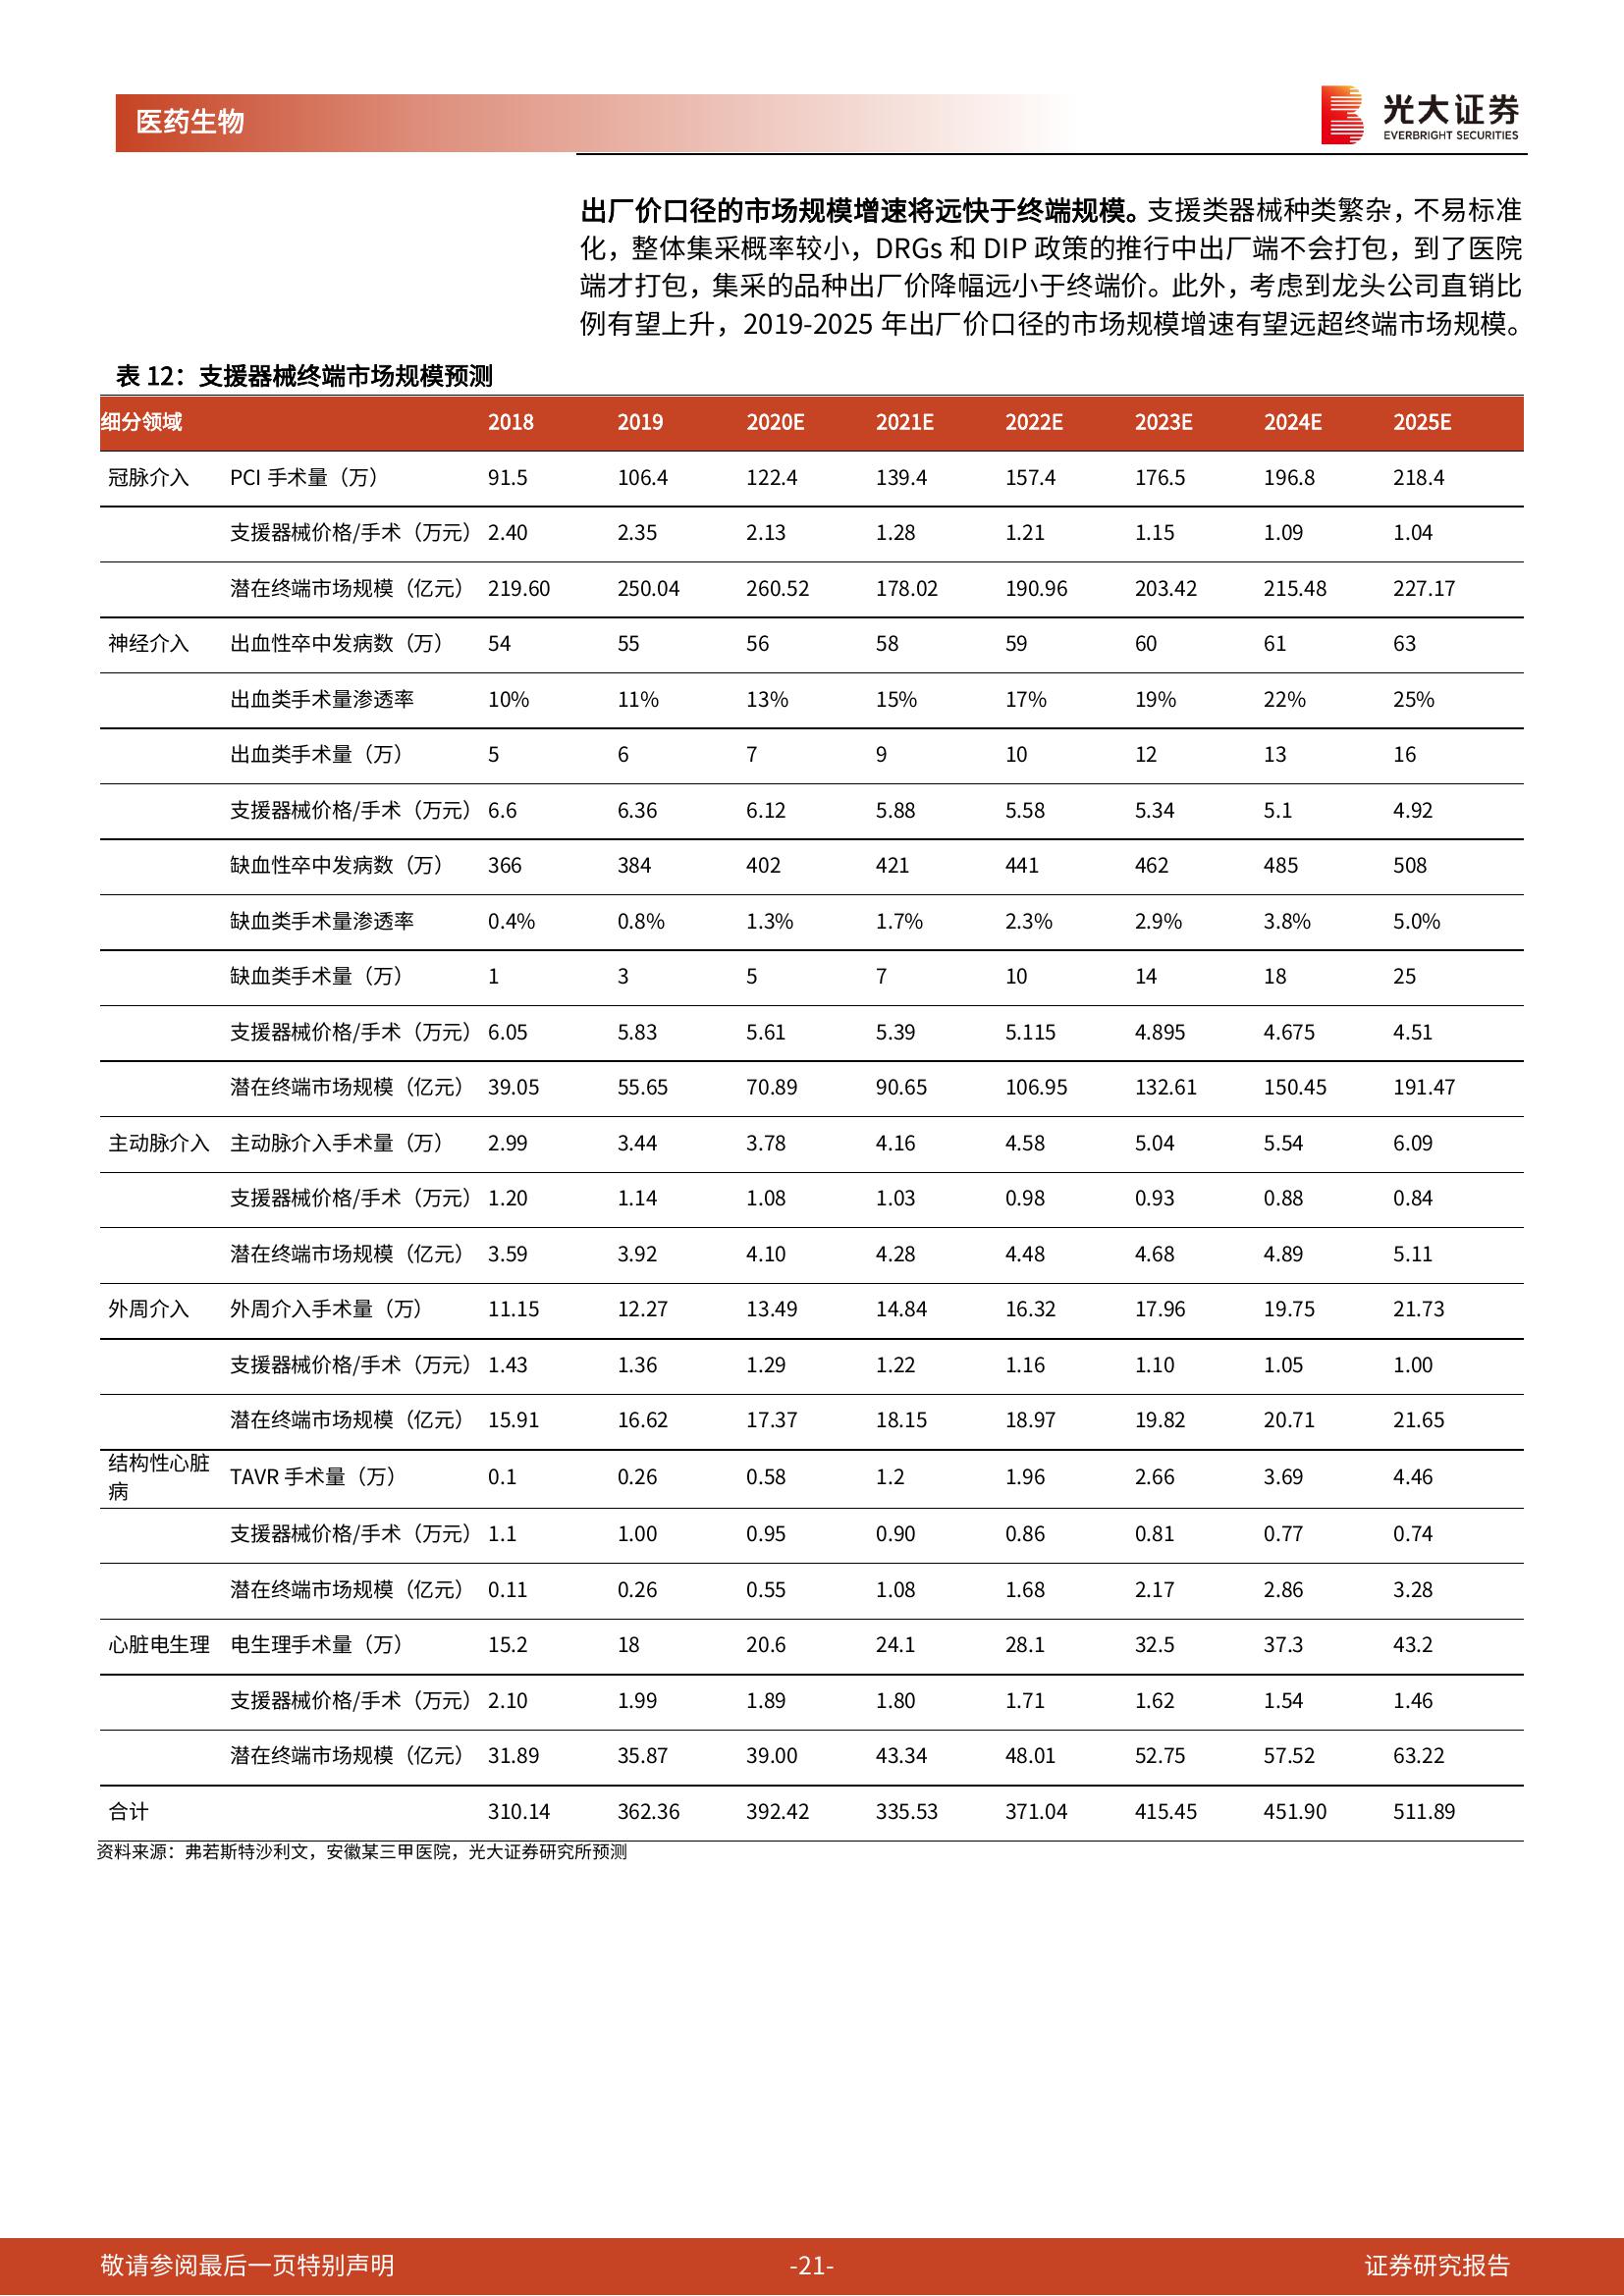 医药生物
光大证券
EVERBRIGHT SECURITIES
出厂价口径的市场规模增速将远快于终端规模。支援类器械种类繁杂，不易标准
化，整体集采概率较小，DRGs 和 DIP 政策的推行中出厂端不会打包，到了医院
端才打包，集采的品种出厂价降幅远小于终端价。此外，考虑到龙头公司直销比
例有望上升，2019-2025 年出厂价口径的市场规模增速有望远超终端市场规模。
表 12：支援器械终端市场规模预测
细分领域 2018 2019 2020E 2021E 2022E 2023E 2024E 2025E
冠脉介入 PCI 手术量（万） 91.5 106.4 122.4 139.4 157.4 176.5 196.8 218.4
支援器械价格/手术（万元） 2.40 2.35 2.13 1.28 1.21 1.15 1.09 1.04
潜在终端市场规模（亿元） 219.60 250.04 260.52 178.02 190.96 203.42 215.48 227.17
神经介入 出血性卒中发病数（万） 54 55 56 58 59 60 61 63
出血类手术量渗透率 10% 11% 13% 15% 17% 19% 22% 25%
出血类手术量（万） 5 6 7 9 10 12 13 16
支援器械价格/手术（万元） 6.6 6.36 6.12 5.88 5.58 5.34 5.1 4.92
缺血性卒中发病数（万） 366 384 402 421 441 462 485 508
缺血类手术量渗透率 0.4% 0.8% 1.3% 1.7% 2.3% 2.9% 3.8% 5.0%
缺血类手术量（万） 1 3 5 7 10 14 18 25
支援器械价格/手术（万元） 6.05 5.83 5.61 5.39 5.115 4.895 4.675 4.51
潜在终端市场规模（亿元） 39.05 55.65 70.89 90.65 106.95 132.61 150.45 191.47
主动脉介入 主动脉介入手术量（万） 2.99 3.44 3.78 4.16 4.58 5.04 5.54 6.09
支援器械价格/手术（万元） 1.20 1.14 1.08 1.03 0.98 0.93 0.88 0.84
潜在终端市场规模（亿元） 3.59 3.92 4.10 4.28 4.48 4.68 4.89 5.11
外周介入 外周介入手术量（万） 11.15 12.27 13.49 14.84 16.32 17.96 19.75 21.73
支援器械价格/手术（万元） 1.43 1.36 1.29 1.22 1.16 1.10 1.05 1.00
潜在终端市场规模（亿元） 15.91 16.62 17.37 18.15 18.97 19.82 20.71 21.65
结构性心脏
病 TAVR 手术量（万） 0.1 0.26 0.58 1.2 1.96 2.66 3.69 4.46
支援器械价格/手术（万元） 1.1 1.00 0.95 0.90 0.86 0.81 0.77 0.74
潜在终端市场规模（亿元） 0.11 0.26 0.55 1.08 1.68 2.17 2.86 3.28
心脏电生理 电生理手术量（万） 15.2 18 20.6 24.1 28.1 32.5 37.3 43.2
支援器械价格/手术（万元） 2.10 1.99 1.89 1.80 1.71 1.62 1.54 1.46
潜在终端市场规模（亿元） 31.89 35.87 39.00 43.34 48.01 52.75 57.52 63.22
合计 310.14 362.36 392.42 335.53 371.04 415.45 451.90 511.89
资料来源：弗若斯特沙利文，安徽某三甲医院，光大证券研究所预测
敬请参阅最后一页特别声明 -21- 证券研究报告